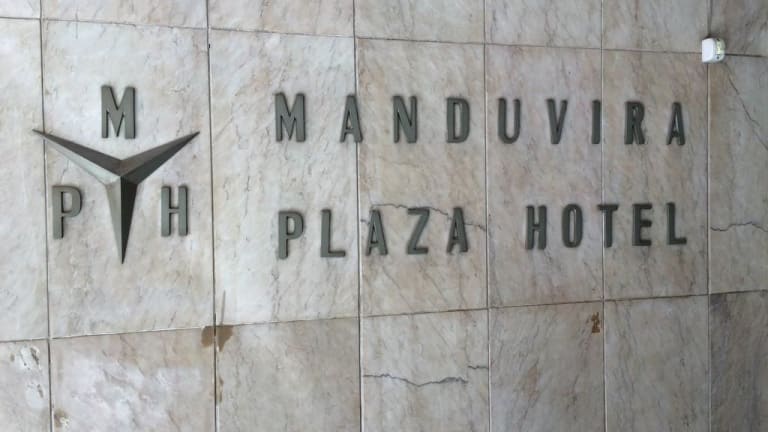 M
P H
MANDUVIRA
PLAZA HOTEL